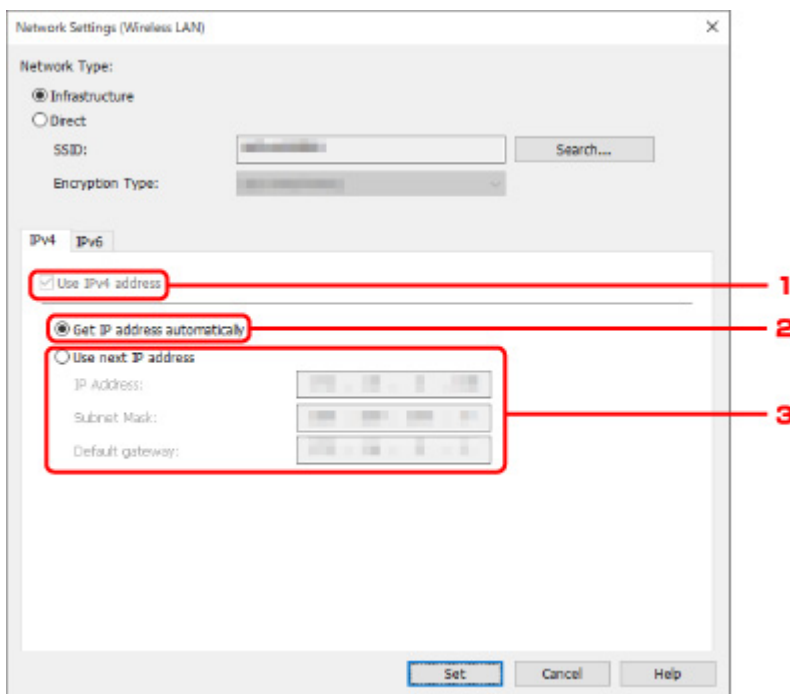 Network Settings (Wireless LAN)
Network Type:
Infrastructure
Direct
SSID:
Search...
Encryption Type:
IPv4 IPv6
Use IPv4 address
1
Get IP address automatically
2
Use next IP address
IP Address:
Subnet Mask:
3
Default gateway:
Set Cancel Help